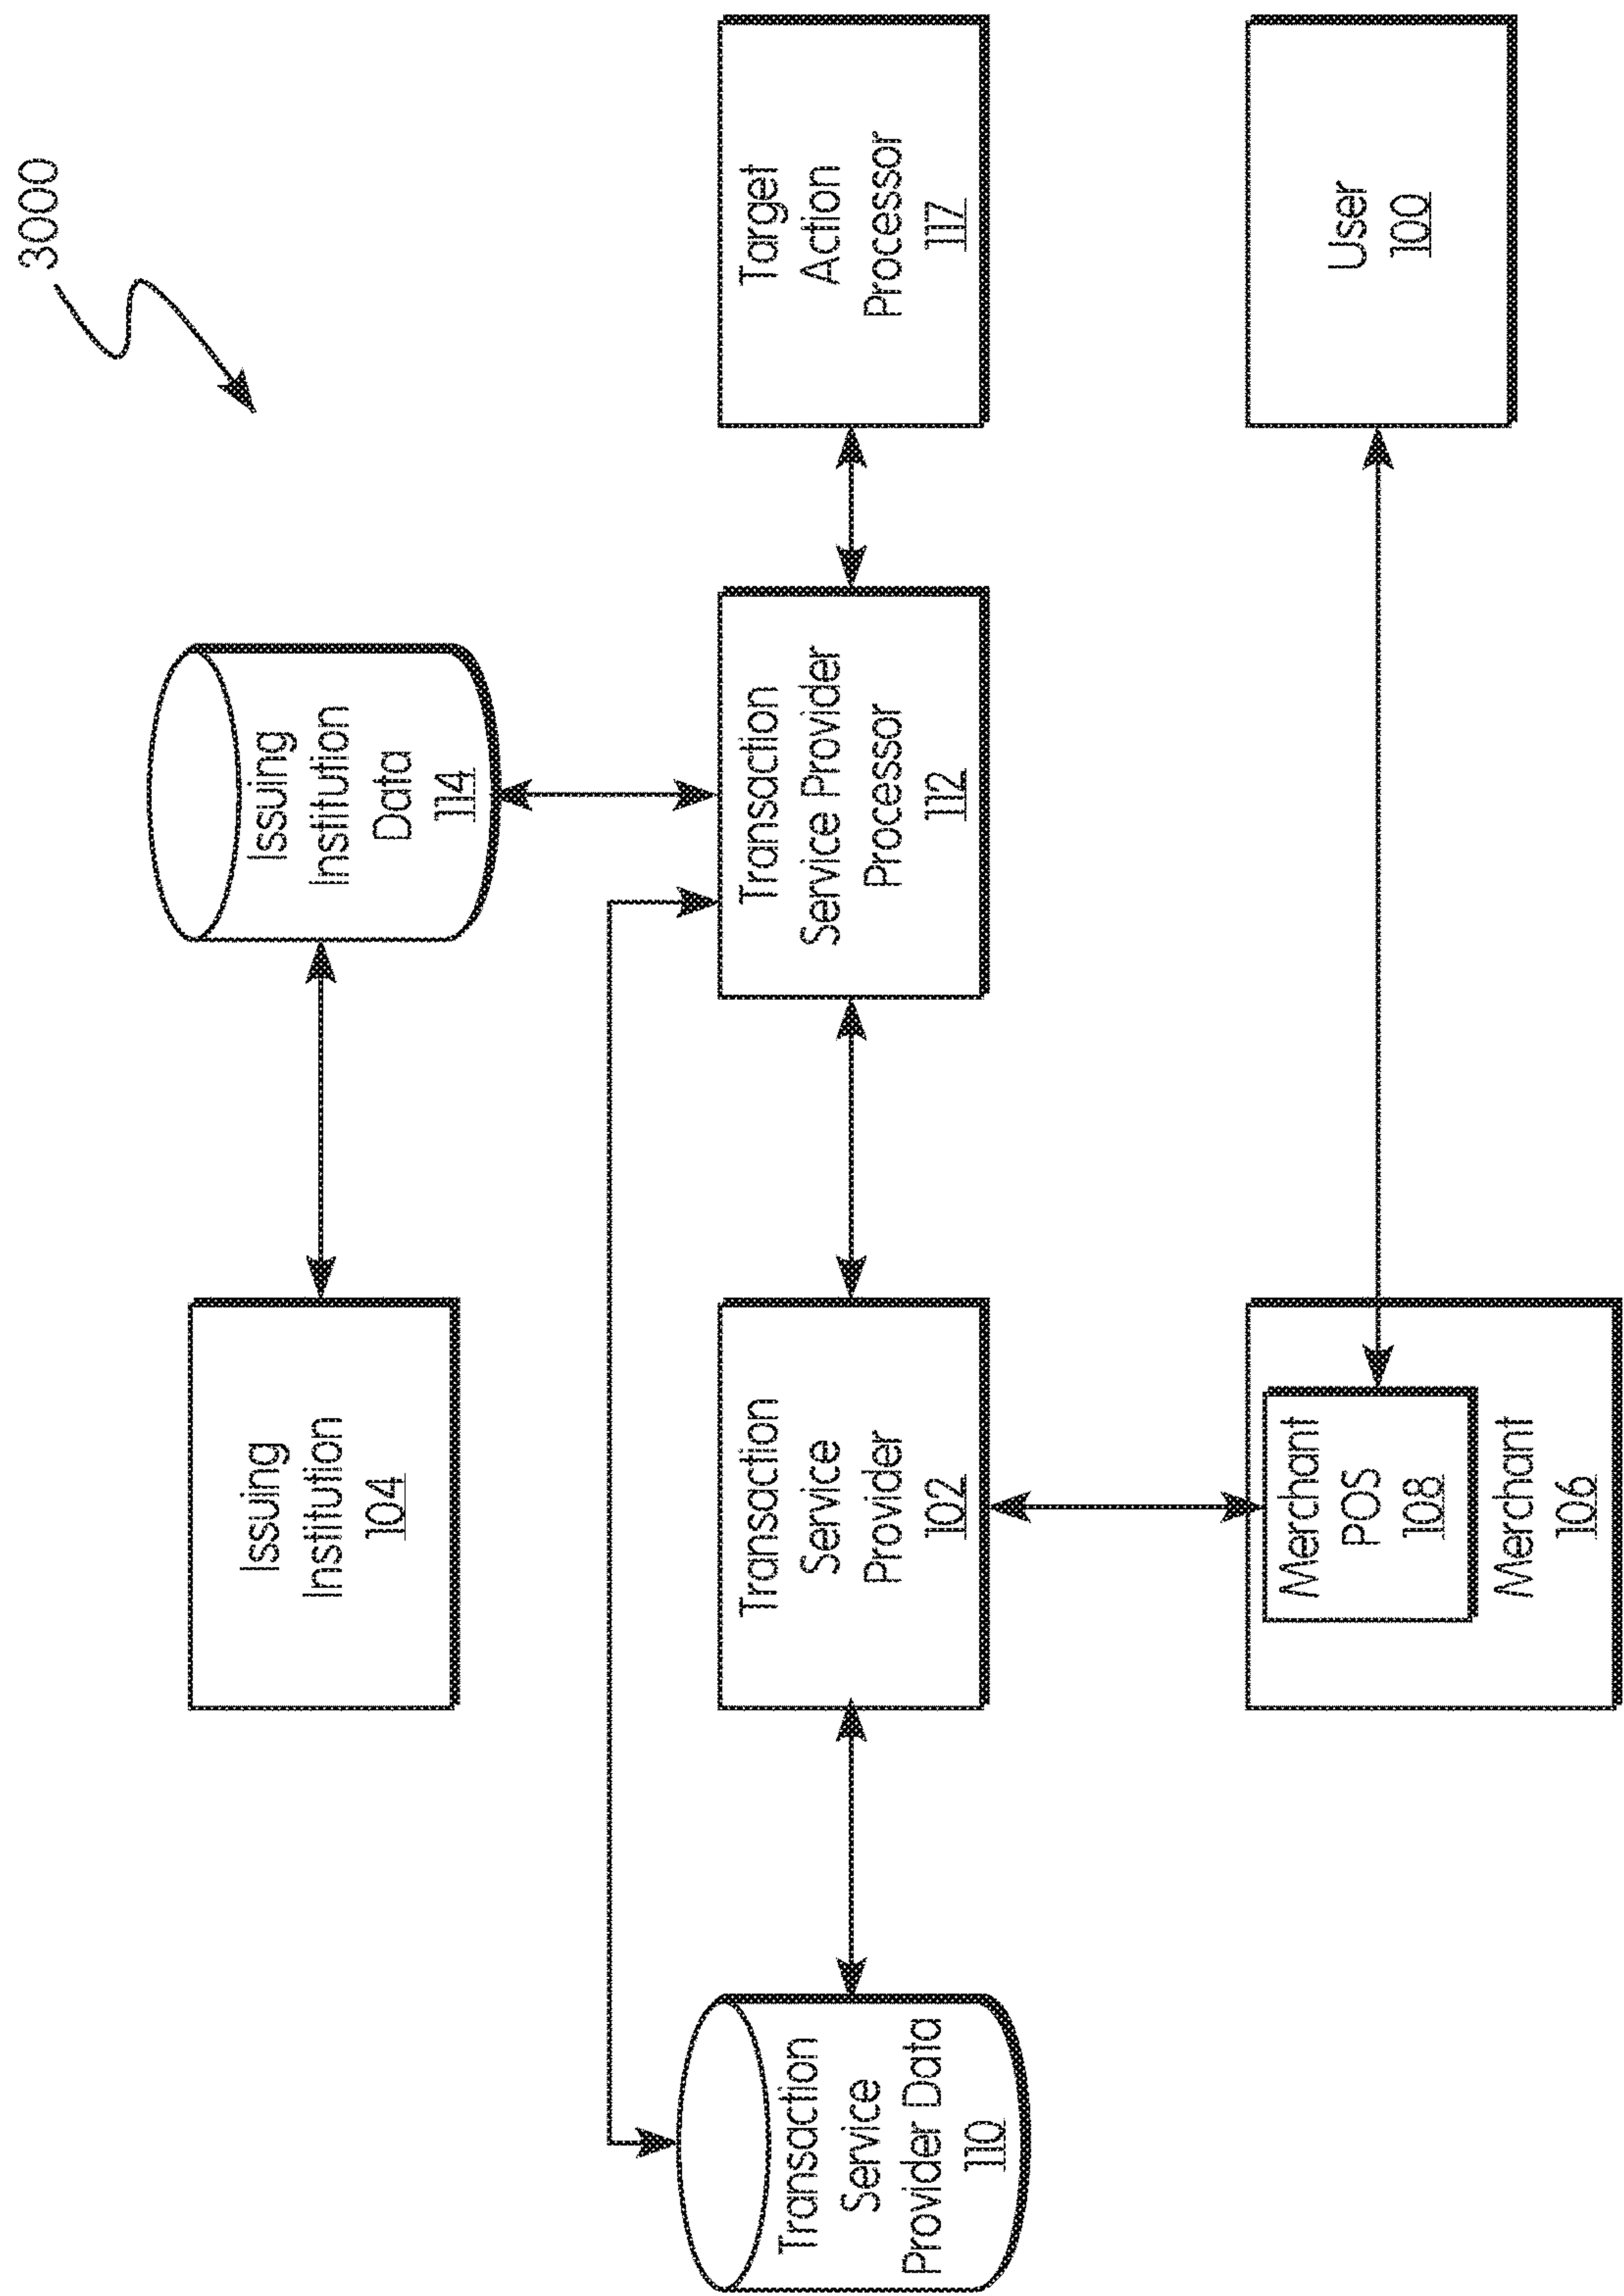 3000
Issuing
Institution
104
Issuing
Institution
Data
114
Transaction
Service
Provider Data
110
Transaction
Service
Provider
102
Transaction
Service Provider
Processor
112
Target
Action
Processor
117
Merchant
POS
108
Merchant
106
User
100